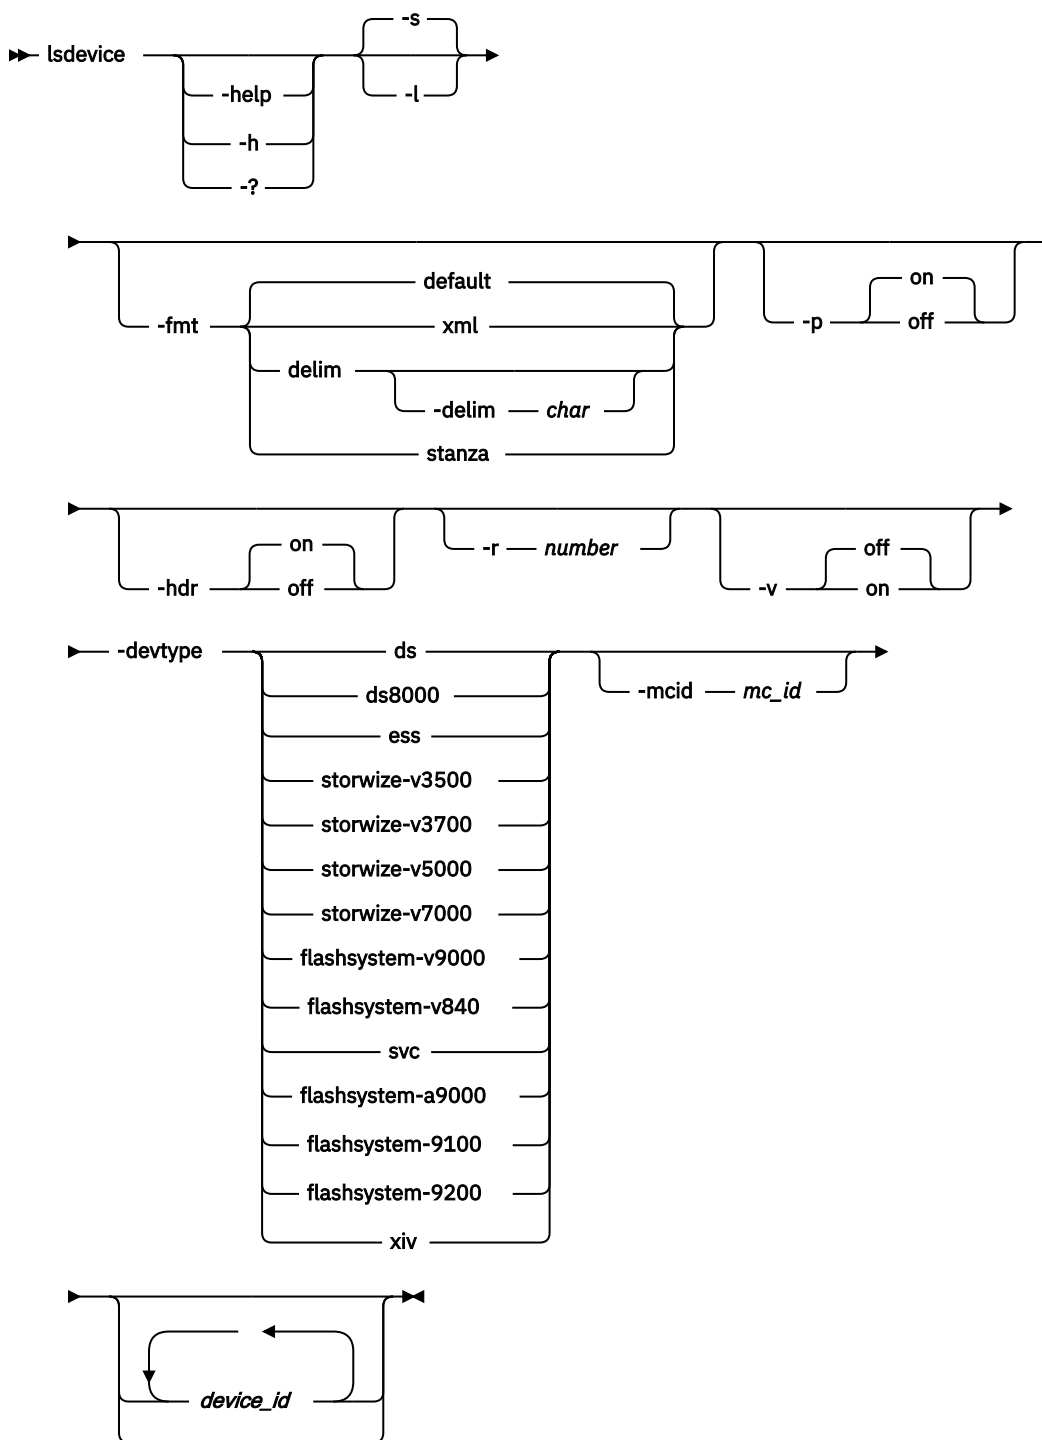 -s
lsdevice
-help
-l
-h
-?
default
on
-fmt
xml
-p
off
delim
-delim char
stanza
on
-r number
off
-hdr
off
-v
on
-devtype
ds
ds8000
-mcid mc_id
ess
storwize-v3500
storwize-v3700
storwize-v5000
storwize-v7000
flashsystem-v9000
flashsystem-v840
svc
flashsystem-a9000
flashsystem-9100
flashsystem-9200
xiv
device_id